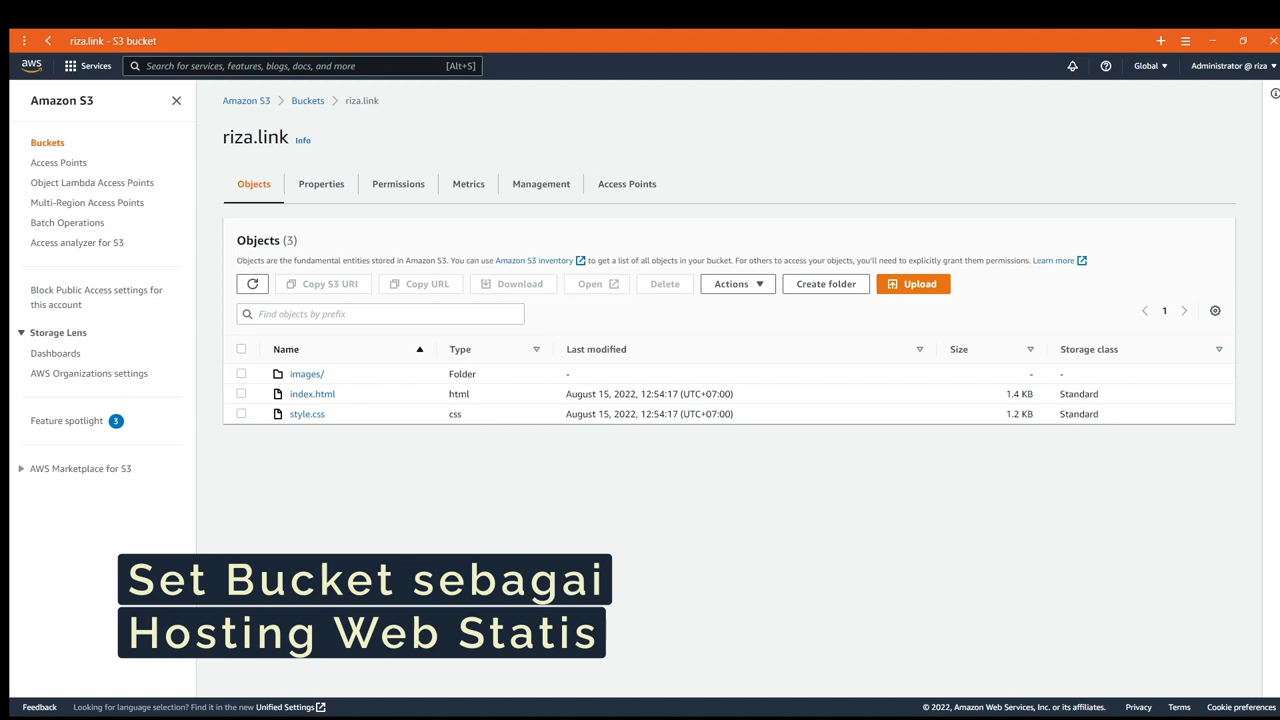 riza.link - S3 bucket
aws Services Search for services, features, blogs, docs, and more [Alt+S] Global Administrator @ riza
Amazon S3
Buckets
Access Points
Object Lambda Access Points
Multi-Region Access Points
Batch Operations
Access analyzer for S3
Block Public Access settings for
this account
Storage Lens
Dashboards
AWS Organizations settings
Feature spotlight 3
AWS Marketplace for S3
Amazon S3 Buckets riza.link
riza.link Info
Objects Properties Permissions Metrics Management Access Points
Objects (3)
Objects are the fundamental entities stored in Amazon S3. You can use Amazon S3 inventory to get a list of all objects in your bucket. For others to access your objects, you'll need to explicitly grant them permissions. Learn more
Copy S3 URI Copy URL Download Open Delete Actions Create folder Upload
Find objects by prefix 1
Name Type Last modified Size Storage class
images/ Folder - - -
index.html html August 15, 2022, 12:54:17 (UTC+07:00) 1.4 KB Standard
style.css css August 15, 2022, 12:54:17 (UTC+07:00) 1.2 KB Standard
Set Bucket sebagai
Hosting Web Statis
Feedback Looking for language selection? Find it in the new Unified Settings © 2022, Amazon Web Services, Inc. or its affiliates. Privacy Terms Cookie preferences